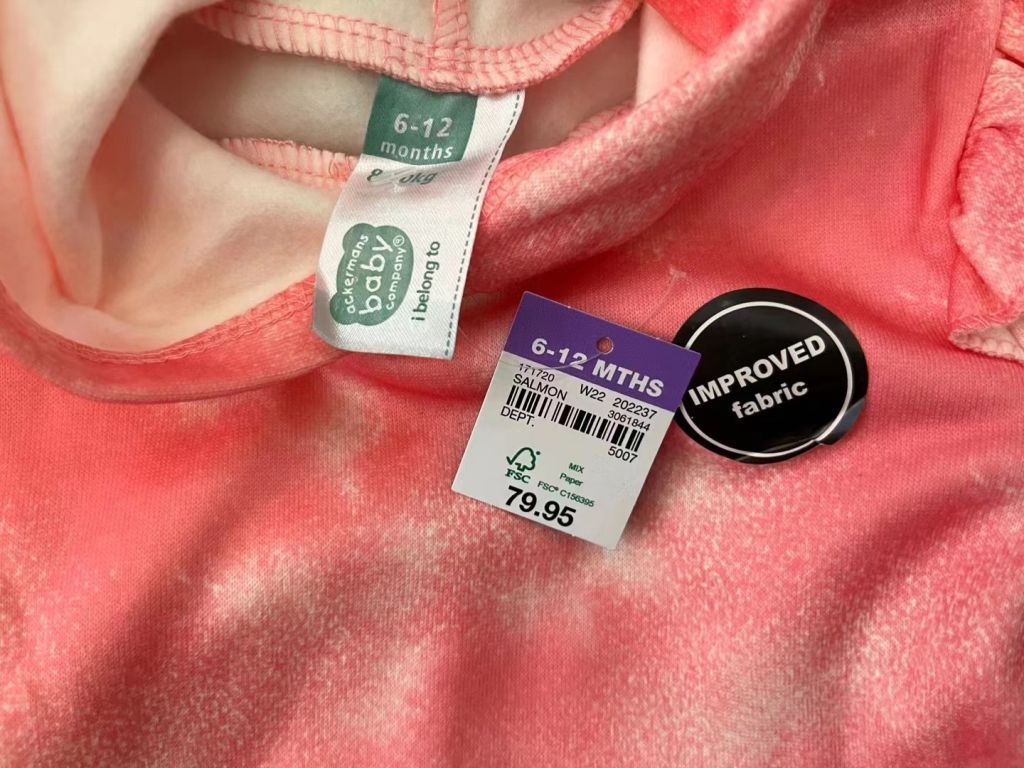 6-12
months
ackermans
baby
company®
i belong to
6-12 MTHS
171720 W22 202237
SALMON 3061844
DEPT. 5007
FSC
MIX
Paper
FSC® C156395
79.95
IMPROVED
fabric